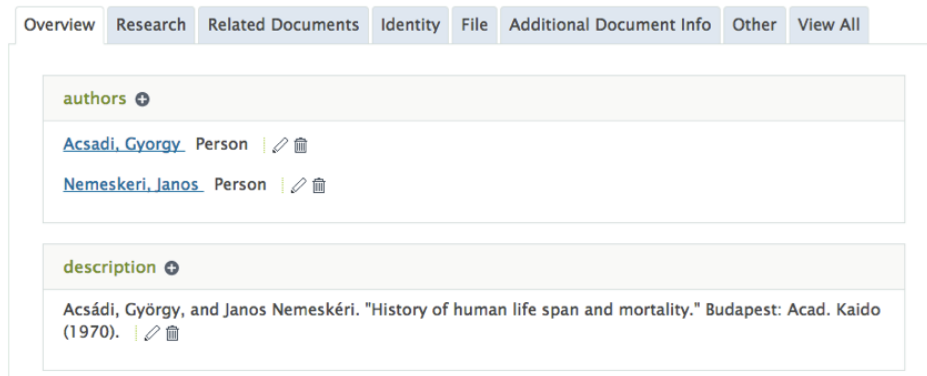 Overview Research Related Documents Identity File Additional Document Info Other View All
authors
Acsadi, Gyorgy Person
Nemeskeri, Janos Person
description
Acsádi, György, and Janos Nemeskéri. "History of human life span and mortality." Budapest: Acad. Kaido
(1970).